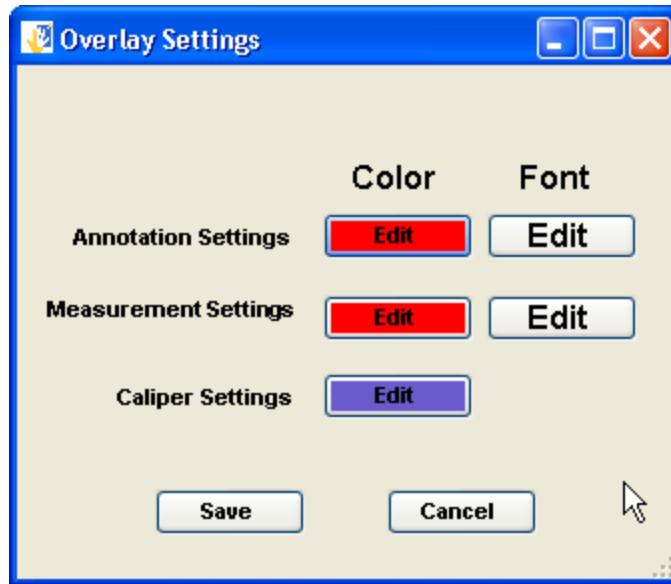 Overlay Settings
Color Font
Annotation Settings Edit Edit
Measurement Settings Edit Edit
Caliper Settings Edit
Save Cancel